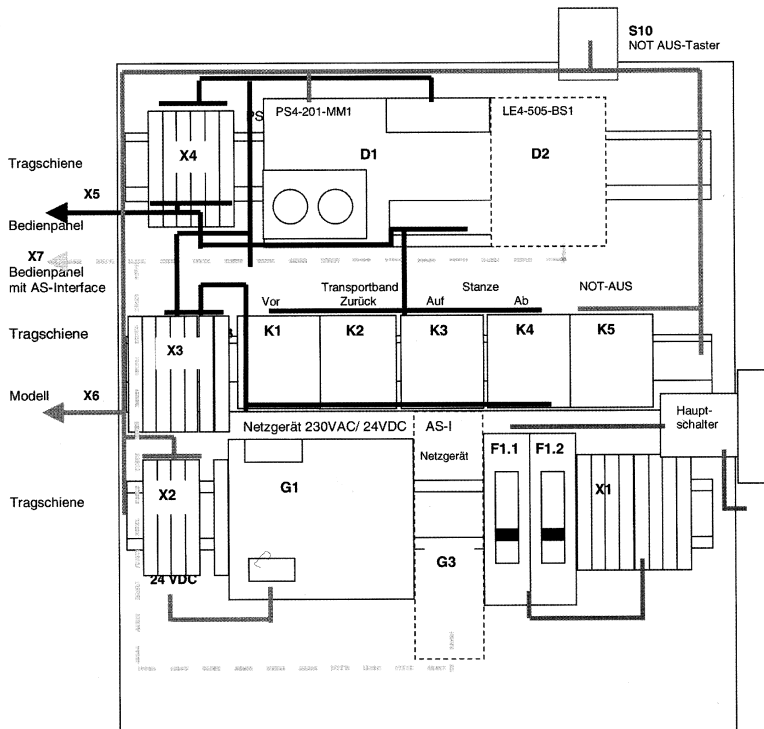 S10
NOT AUS-Taster
PS4-201-MM1
LE4-505-BS1
PS
X4
D1
D2
Tragschiene
X5
Bedienpanel
X7
Bedienpanel
mit AS-Interface
Transportband
Stanze
NOT-AUS
Vor
Zurück
Auf
Ab
Tragschiene
X3
K1
K2
K3
K4
K5
Modell
X6
Haupt-
schalter
Netzgerät 230VAC/ 24VDC
AS-I
Netzgerät
F1.1
F1.2
Tragschiene
X2
G1
X1
G3
24 VDC